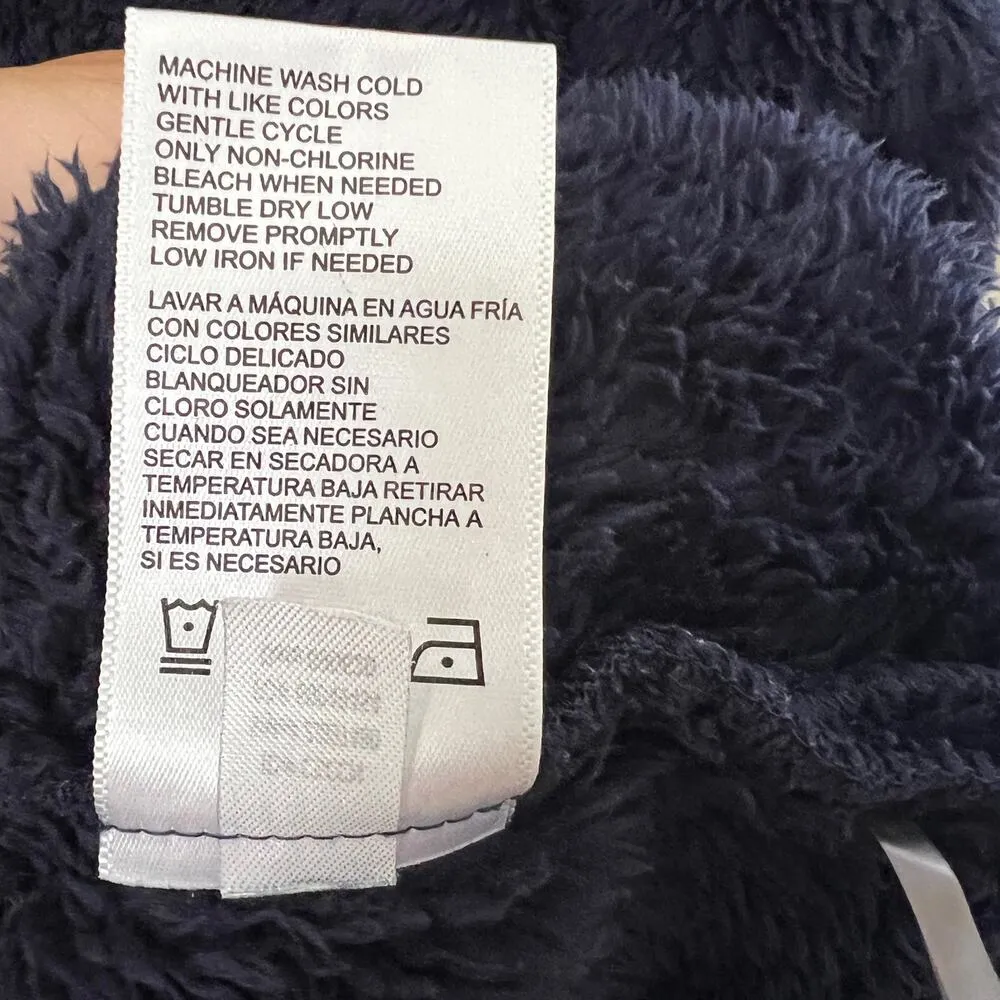 MACHINE WASH COLD
WITH LIKE COLORS
GENTLE CYCLE
ONLY NON-CHLORINE
BLEACH WHEN NEEDED
TUMBLE DRY LOW
REMOVE PROMPTLY
LOW IRON IF NEEDED
LAVAR A MÁQUINA EN AGUA FRÍA
CON COLORES SIMILARES
CICLO DELICADO
BLANQUEADOR SIN
CLORO SOLAMENTE
CUANDO SEA NECESARIO
SECAR EN SECADORA A
TEMPERATURA BAJA RETIRAR
INMEDIATAMENTE PLANCHA A
TEMPERATURA BAJA,
SI ES NECESARIO